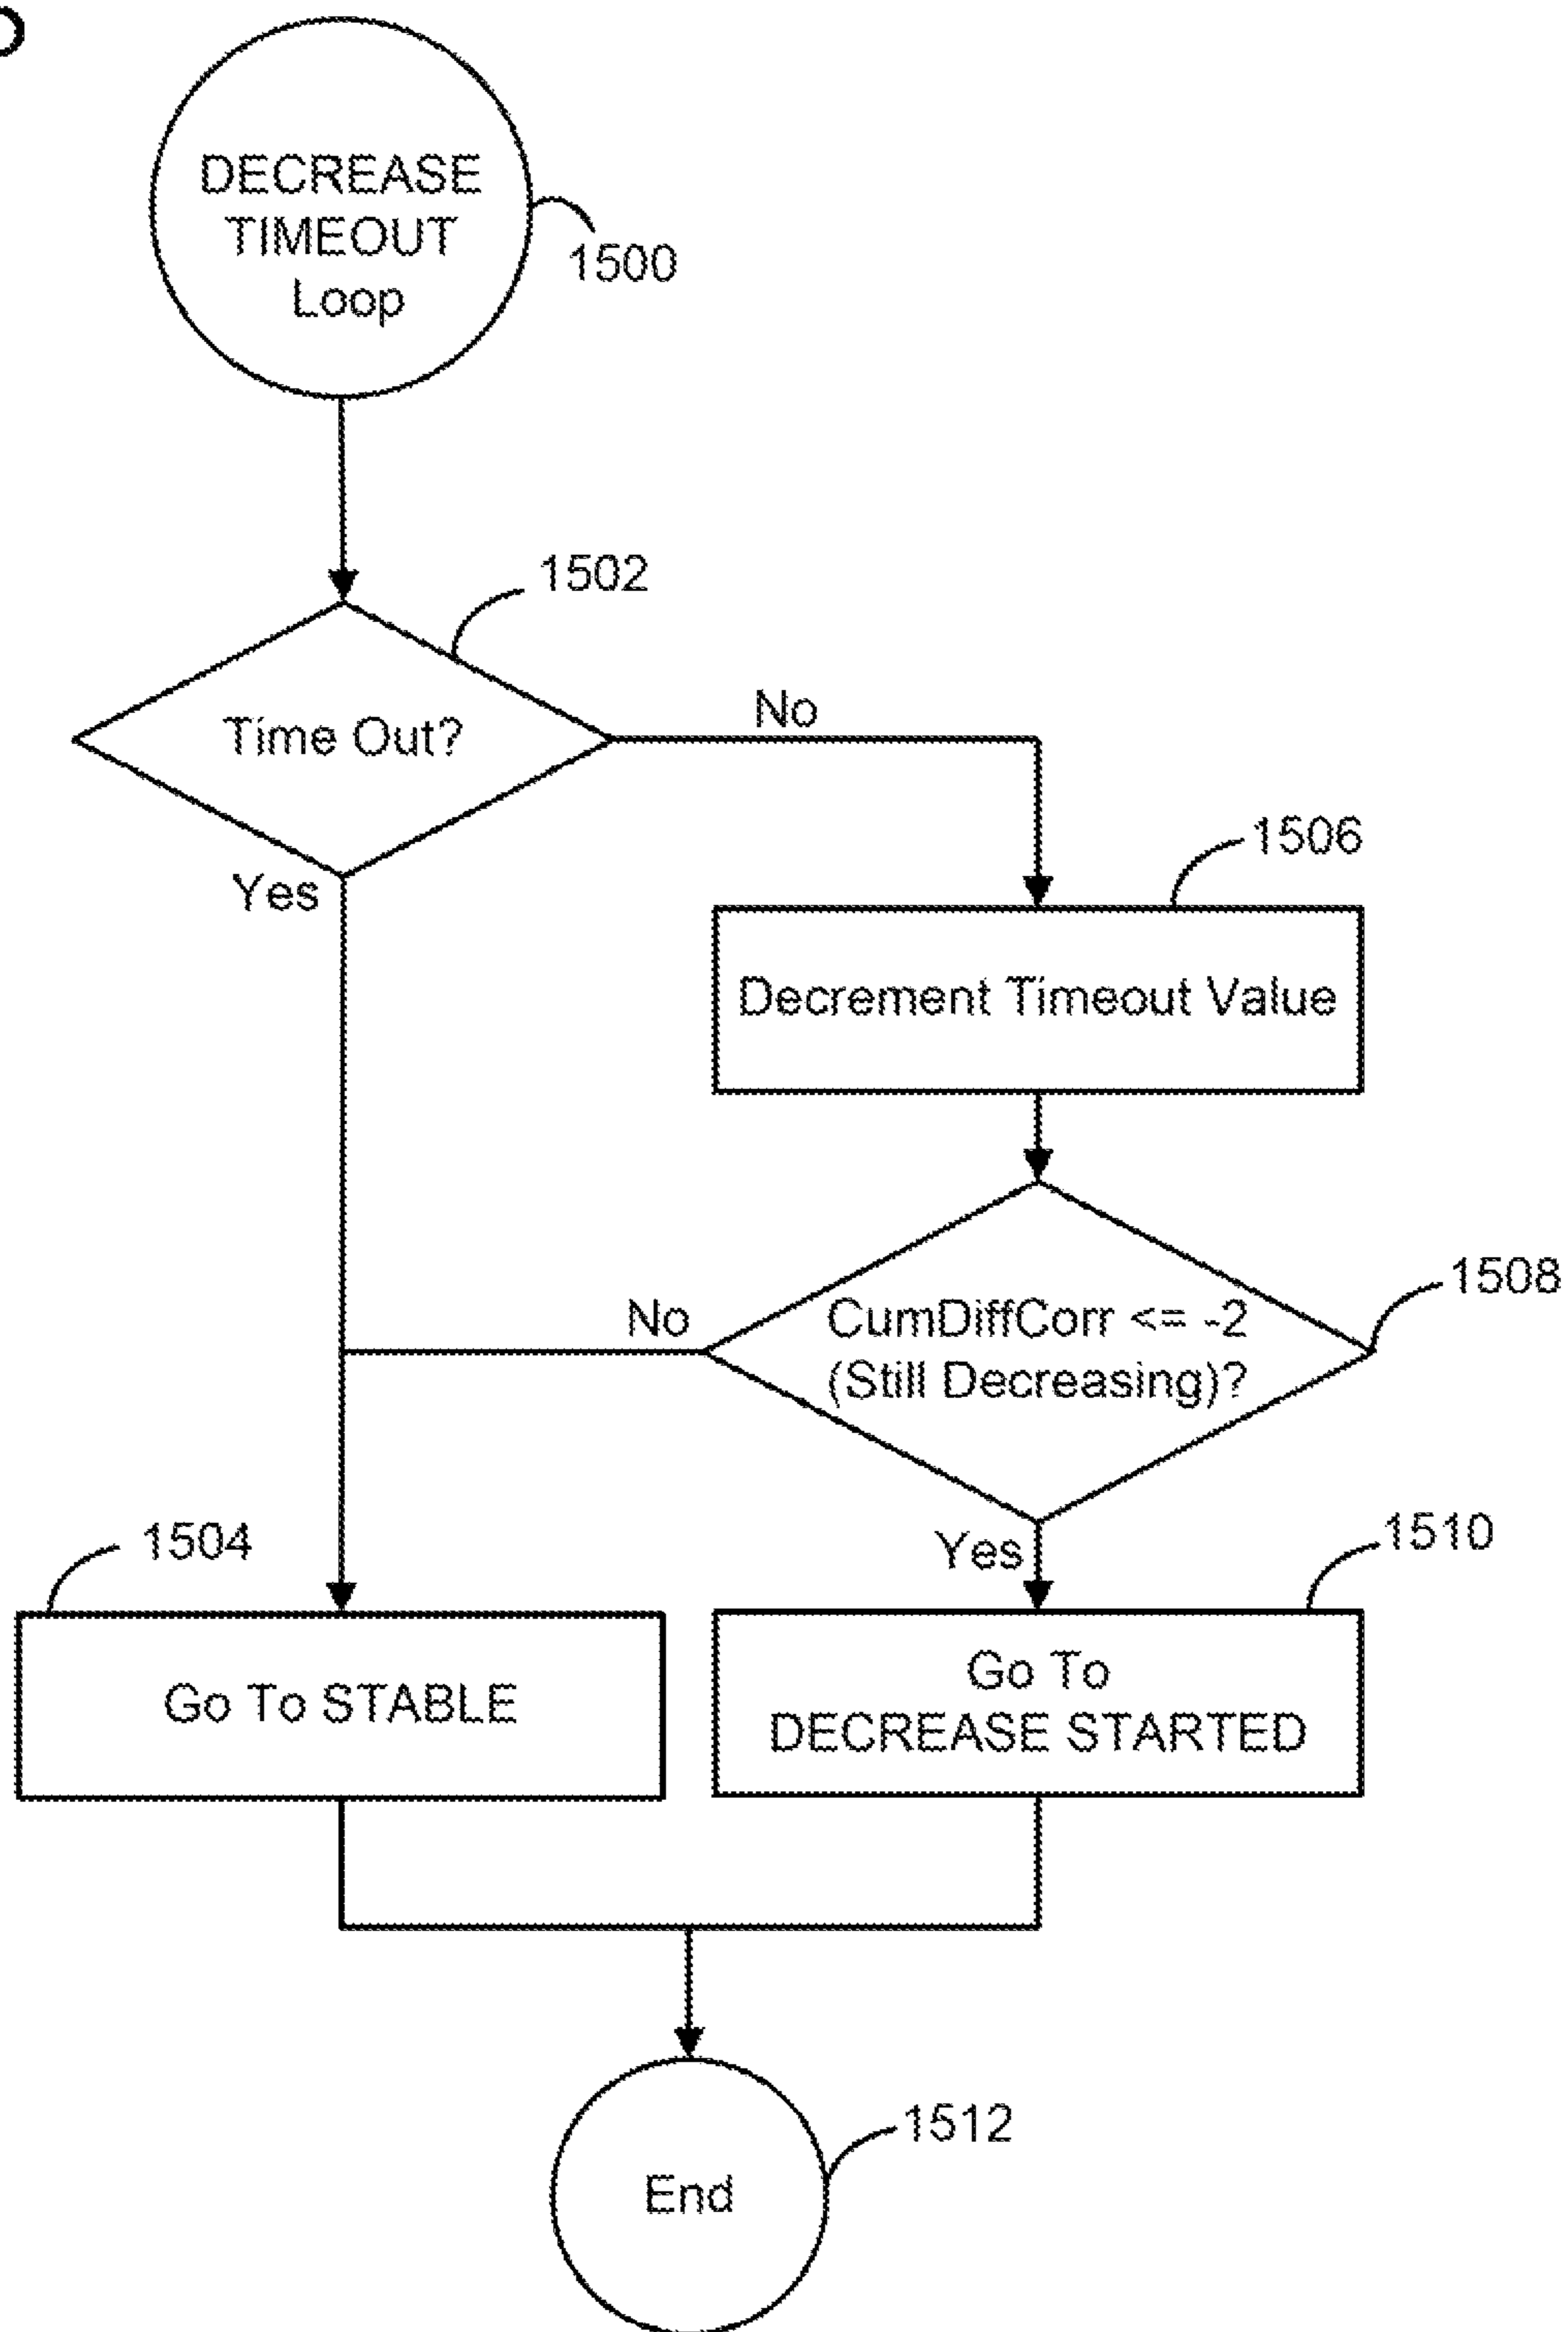 DECREASE
TIMEOUT
Loop
1500
1502
Time Out?
No
Yes
1506
Decrement Timeout Value
1508
CumDiffCorr <= -2
(Still Decreasing)?
No
Yes
1504
Go To STABLE
1510
Go To
DECREASE STARTED
1512
End